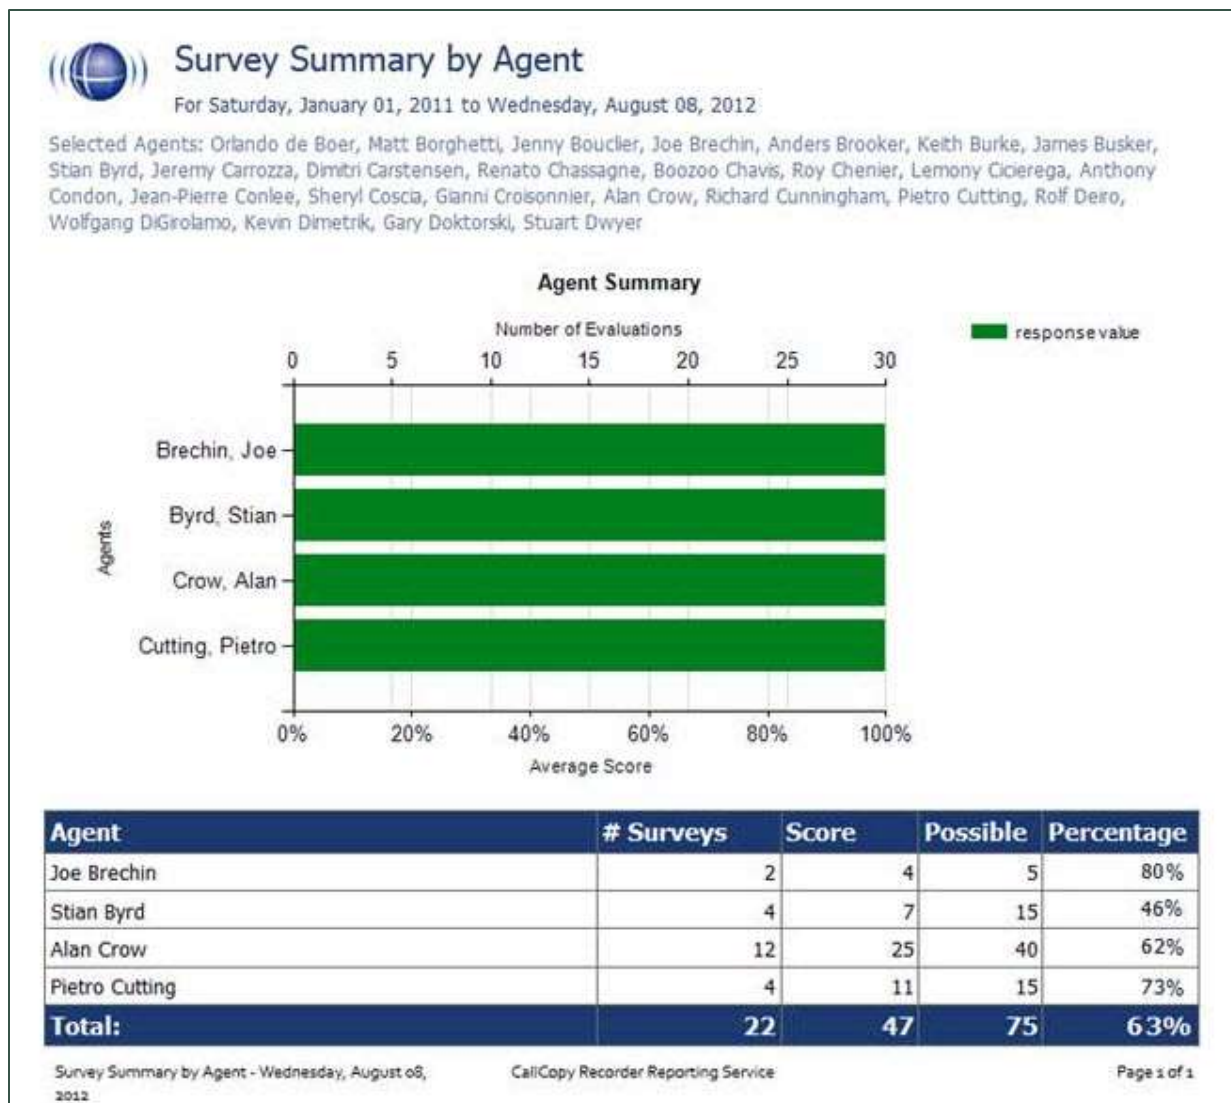 Survey Summary by Agent
For Saturday, January 01, 2011 to Wednesday, August 08, 2012
Selected Agents: Orlando de Boer, Matt Borghetti, Jenny Bouclier, Joe Brechin, Anders Brooker, Keith Burke, James Busker,
Stian Byrd, Jeremy Carrozza, Dimitri Carstensen, Renato Chassagne, Boozoo Chavis, Roy Chenier, Lemony Cicierega, Anthony
Condon, Jean-Pierre Conlee, Sheryl Coscia, Gianni Croisonnier, Alan Crow, Richard Cunningham, Pietro Cutting, Rolf Deiro,
Wolfgang DiGirolamo, Kevin Dimetrik, Gary Doktorski, Stuart Dwyer
Agent Summary
Number of Evaluations
response value
0 5 10 15 20 25 30
Agents
Brechin, Joe
Byrd, Stian
Crow, Alan
Cutting, Pietro
0% 20% 40% 60% 80% 100%
Average Score
Agent # Surveys Score Possible Percentage
Joe Brechin 2 4 5 80%
Stian Byrd 4 7 15 46%
Alan Crow 12 25 40 62%
Pietro Cutting 4 11 15 73%
Total: 22 47 75 63%
Survey Summary by Agent - Wednesday, August 08, CallCopy Recorder Reporting Service Page 1 of 1
2012